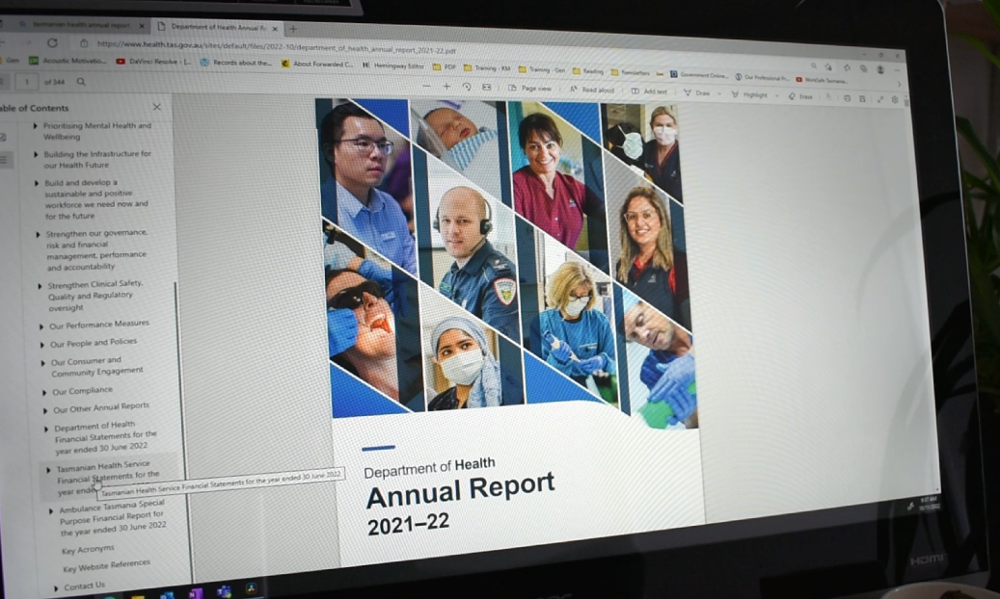 tasmanian health annual report
Department of Health Annual R
https://www.health.tas.gov.au/sites/default/files/2022-10/department_of_health_annual_report_2021-22.pdf
Gen
Acoustic Motivatio...
DaVinci Resolve - I...
Records about the...
About Forwarded C...
Hemingway Editor
PDP
Training - RM
Training - Gen
Reading
Newsletters
Government Online...
Our Professional P...
WorkSafe Tasmania...
1 of 344
Page view
Read aloud
Add text
Draw
Highlight
Erase
able of Contents
Prioritising Mental Health and
Wellbeing
Building the Infrastructure for
our Health Future
Build and develop a
sustainable and positive
workforce we need now and
for the future
Strengthen our governance,
risk and financial
management, performance
and accountability
Strengthen Clinical Safety,
Quality and Regulatory
oversight
Our Performance Measures
Our People and Policies
Our Consumer and
Community Engagement
Our Compliance
Our Other Annual Reports
Department of Health
Financial Statements for the
year ended 30 June 2022
Tasmanian Health Service
Financial Statements for the
year ende
Tasmanian Health Service Financial Statements for the year ended 30 June 2022
Ambulance Tasmania Special
Purpose Financial Report for
the year ended 30 June 2022
Key Acronyms
Key Website References
Contact Us
Department of Health
Annual Report
2021–22
HDMI